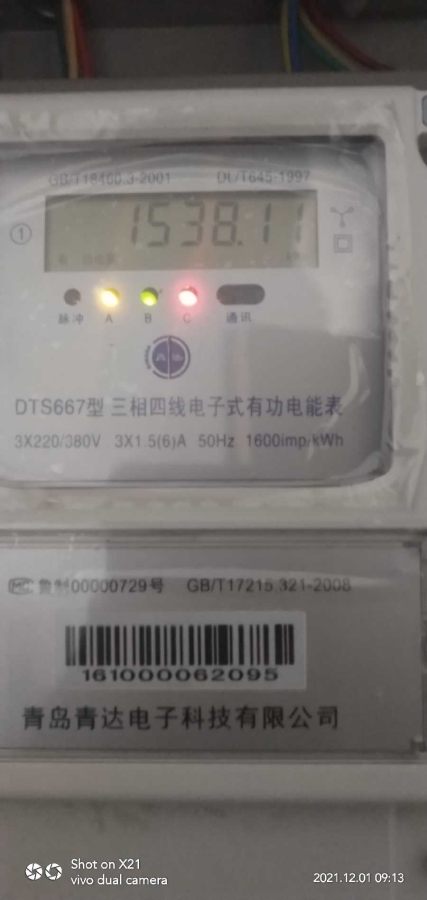 GB/T18460.3-2001 DL/T645-1997
① 1538.11
脉冲 A B C 通讯
DTS667型 三相四线电子式有功电能表
3X220/380V 3X1.5(6)A 50Hz 1600imp/kWh
MC 鲁制00000729号 GB/T17215.321-2008
161000062095
青岛青达电子科技有限公司
Shot on X21
vivo dual camera
2021.12.01 09:13